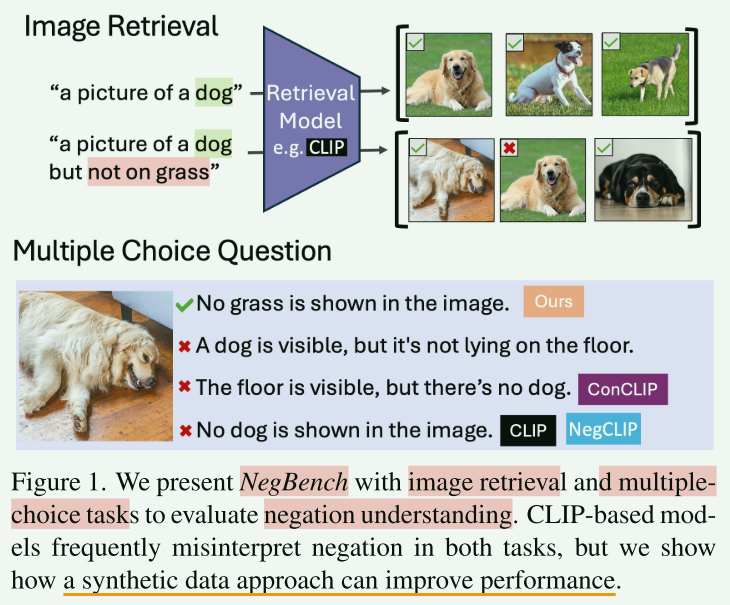 Image Retrieval
“a picture of a dog”
“a picture of a dog
but not on grass”
Retrieval
Model
e.g. CLIP
Multiple Choice Question
No grass is shown in the image. Ours
A dog is visible, but it's not lying on the floor.
The floor is visible, but there’s no dog. ConCLIP
No dog is shown in the image. CLIP NegCLIP
Figure 1. We present NegBench with image retrieval and multiple-
choice tasks to evaluate negation understanding. CLIP-based mod-
els frequently misinterpret negation in both tasks, but we show
how a synthetic data approach can improve performance.